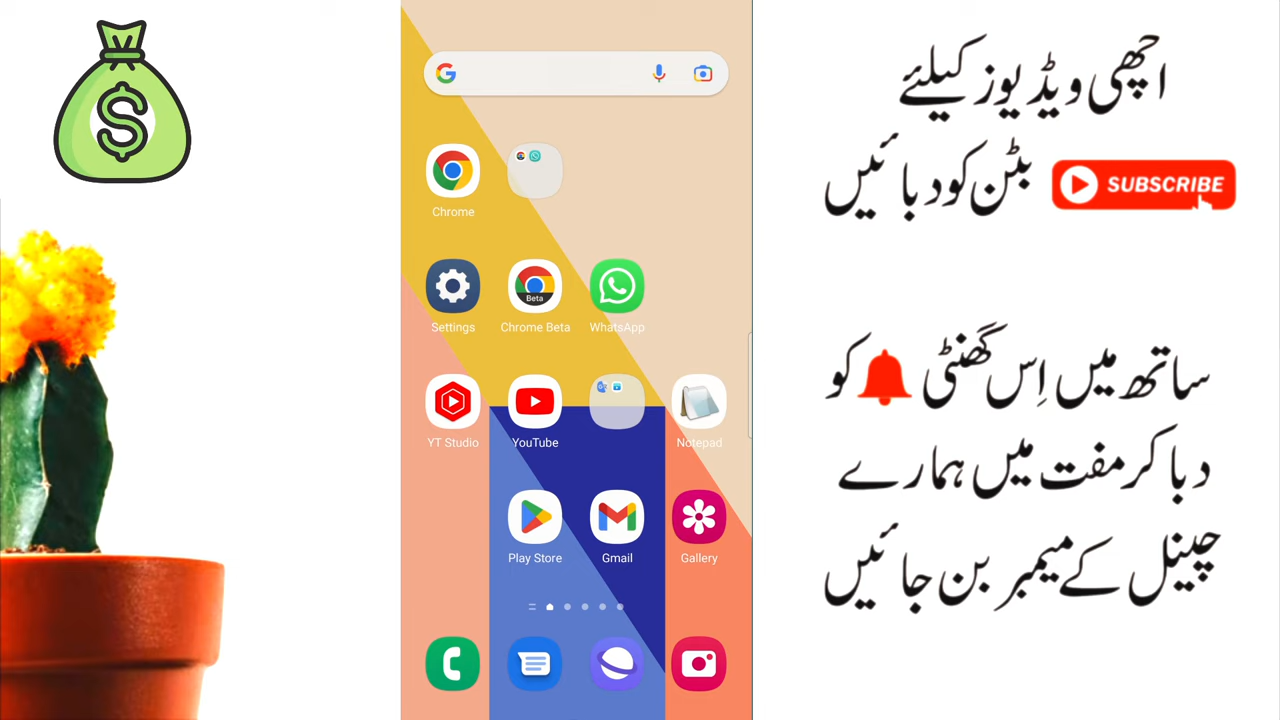 $
Chrome
Settings
Beta
Chrome Beta
WhatsApp
YT Studio
YouTube
Notepad
Play Store
Gmail
Gallery
اچھی ویڈیوز کیلئے
SUBSCRIBE بٹن کو دبائیں
ساتھ میں اِس گھنٹی کو
دبا کر مفت میں ہمارے
چینل کے میمبر بن جائیں